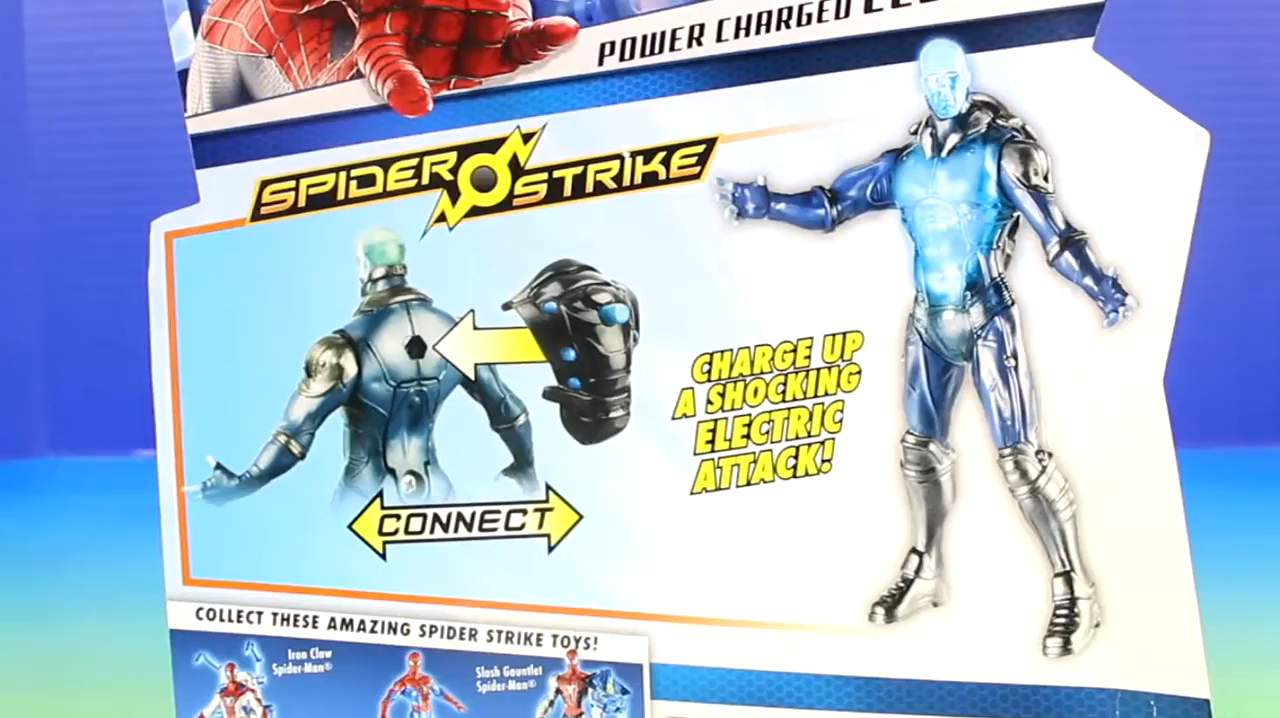 POWER CHARGED
SPIDER STRIKE
CHARGE UP
A SHOCKING
ELECTRIC
ATTACK!
CONNECT
COLLECT THESE AMAZING SPIDER STRIKE TOYS!
Iron Claw
Spider-Man®
Slash Gauntlet
Spider-Man®